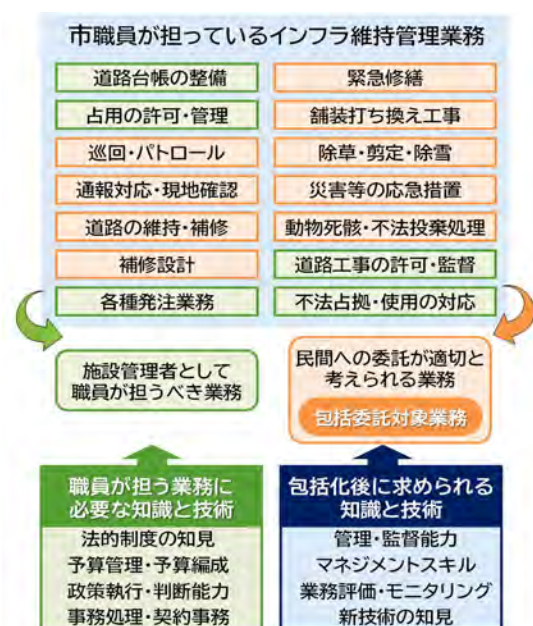 市職員が担っているインフラ維持管理業務
道路台帳の整備
占用の許可・管理
巡回・パトロール
通報対応・現地確認
道路の維持・補修
補修設計
各種発注業務
緊急修繕
舗装打ち換え工事
除草・剪定・除雪
災害等の応急措置
動物死骸・不法投棄処理
道路工事の許可・監督
不法占拠・使用の対応
施設管理者として
職員が担うべき業務
民間への委託が適切と
考えられる業務
包括委託対象業務
職員が担う業務に
必要な知識と技術
法的制度の知見
予算管理・予算編成
政策執行・判断能力
事務処理・契約事務
包括化後に求められる
知識と技術
管理・監督能力
マネジメントスキル
業務評価・モニタリング
新技術の知見